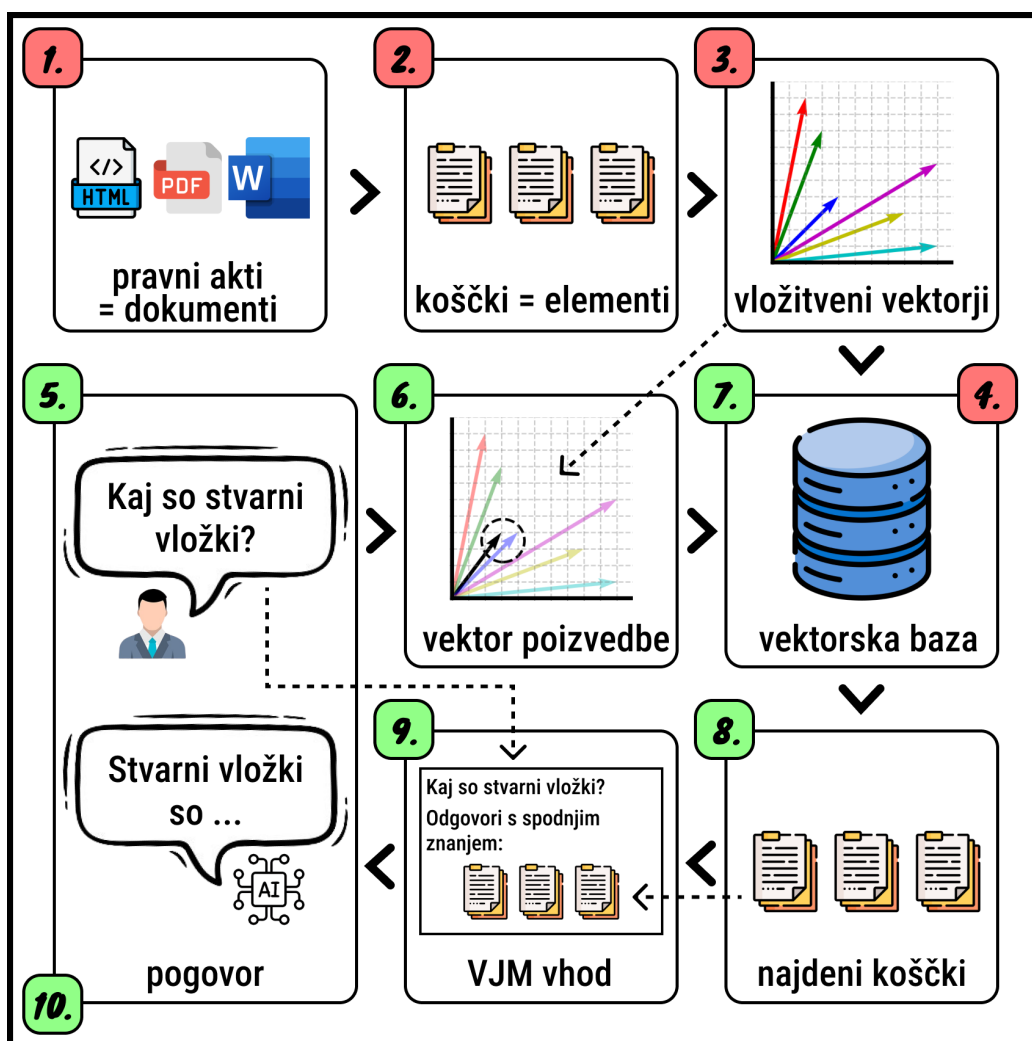 1.
HTML
PDF
W
pravni akti
= dokumenti
2.
koščki = elementi
3.
vložitveni vektorji
5.
Kaj so stvarni
vložki?
6.
vektor poizvedbe
7.
4.
vektorska baza
Stvarni vložki
so ...
AI
pogovor
10.
9.
Kaj so stvarni vložki?
Odgovori s spodnjim
znanjem:
VJM vhod
8.
najdeni koščki